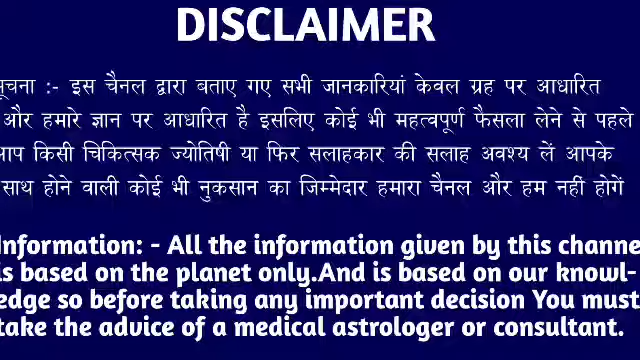 DISCLAIMER
सूचना :- इस चैनल द्वारा बताए गए सभी जानकारियां केवल ग्रह पर आधारित
और हमारे ज्ञान पर आधारित है इसलिए कोई भी महत्वपूर्ण फैसला लेने से पहले
आप किसी चिकित्सक ज्योतिषी या फिर सलाहकार की सलाह अवश्य लें आपके
साथ होने वाली कोई भी नुकसान का जिम्मेदार हमारा चैनल और हम नहीं होगें
Information: - All the information given by this channe
is based on the planet only.And is based on our knowl-
edge so before taking any important decision You must
take the advice of a medical astrologer or consultant.